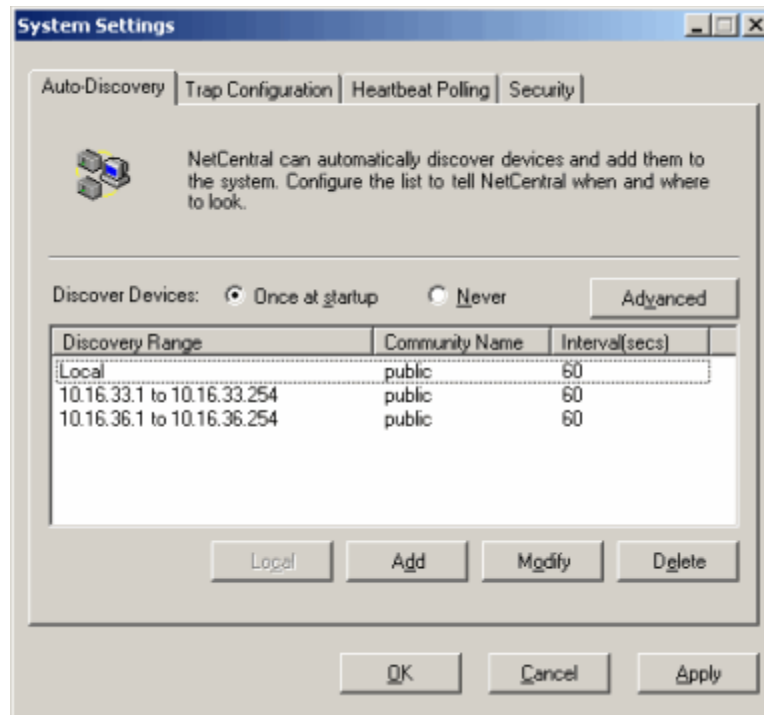 System Settings
Auto-Discovery Trap Configuration Heartbeat Polling Security
NetCentral can automatically discover devices and add them to
the system. Configure the list to tell NetCentral when and where
to look.
Discover Devices: Once at startup Never Advanced
Discovery Range Community Name Interval(secs)
Local public 60
10.16.33.1 to 10.16.33.254 public 60
10.16.36.1 to 10.16.36.254 public 60
Local Add Modify Delete
OK Cancel Apply